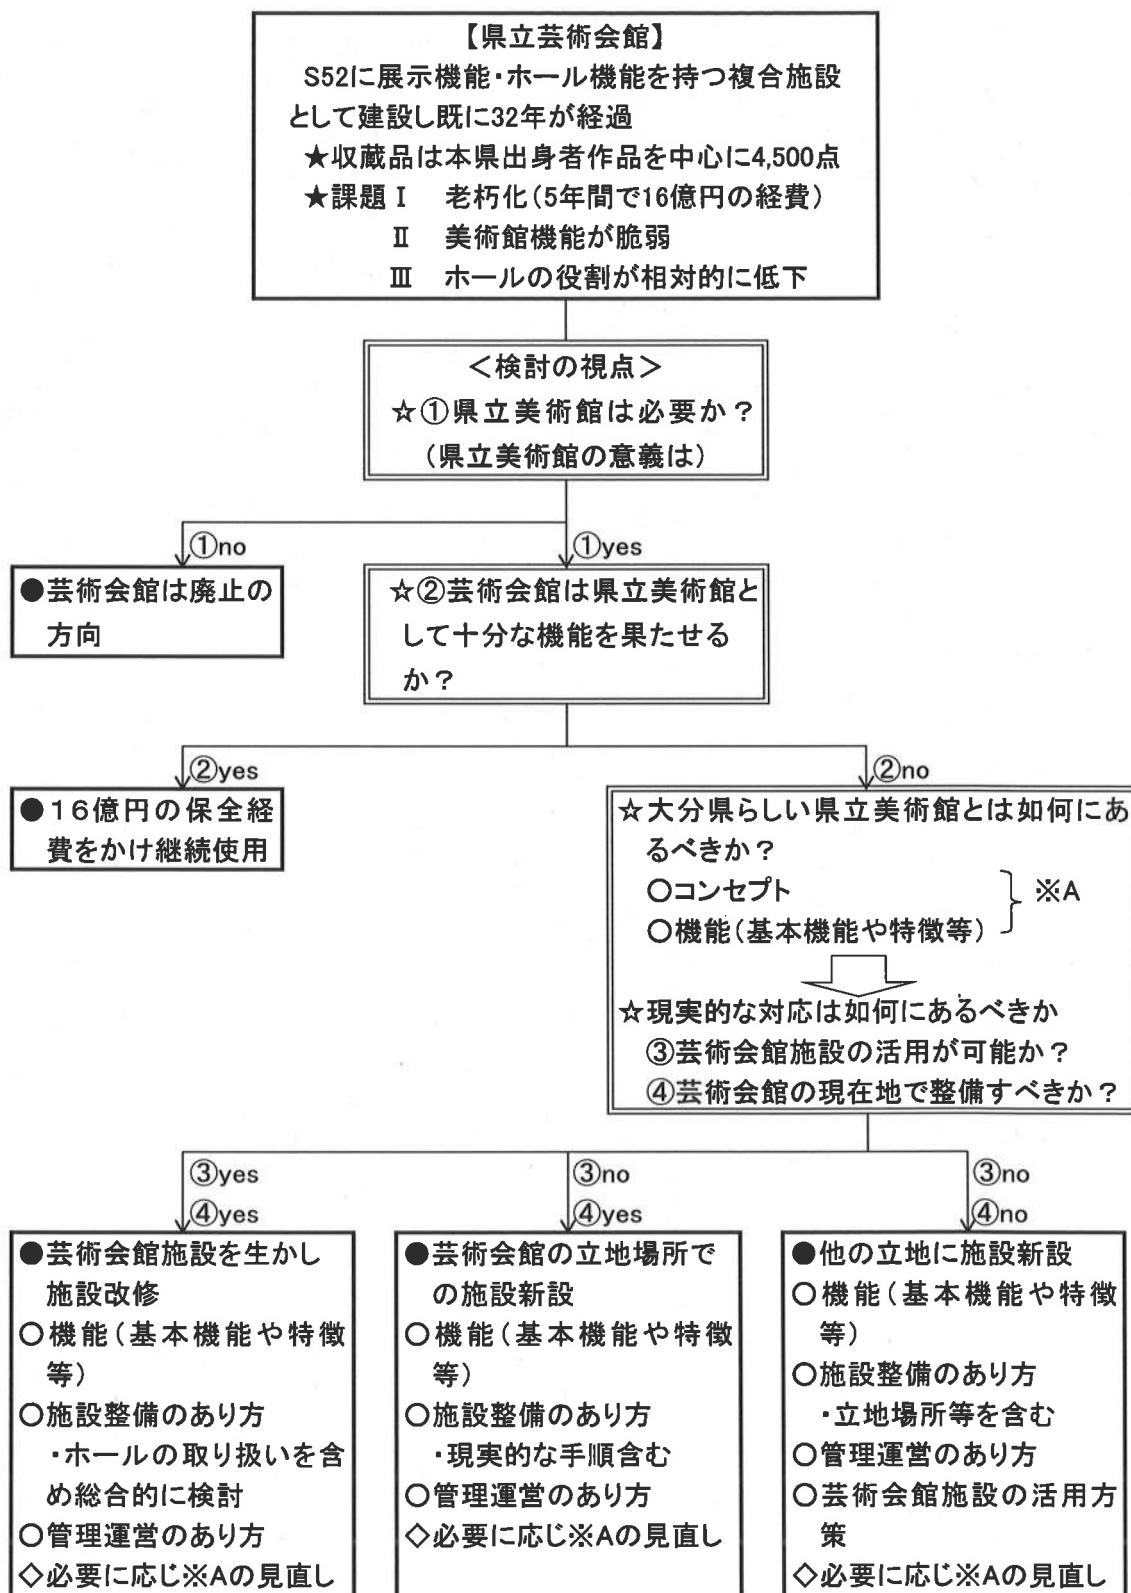 【県立芸術会館】
S52に展示機能・ホール機能を持つ複合施設
として建設し既に32年が経過
★収蔵品は本県出身者作品を中心に4,500点
★課題Ⅰ　老朽化(5年間で16億円の経費)
Ⅱ　美術館機能が脆弱
Ⅲ　ホールの役割が相対的に低下
＜検討の視点＞
☆①県立美術館は必要か？
(県立美術館の意義は)
①no
①yes
●芸術会館は廃止の
方向
☆②芸術会館は県立美術館と
して十分な機能を果たせる
か？
②yes
②no
●16億円の保全経
費をかけ継続使用
☆大分県らしい県立美術館とは如何にあ
るべきか？
○コンセプト
○機能(基本機能や特徴等)
※A
☆現実的な対応は如何にあるべきか
③芸術会館施設の活用が可能か？
④芸術会館の現在地で整備すべきか？
③yes
④yes
③no
④yes
③no
④no
●芸術会館施設を生かし
施設改修
○機能(基本機能や特徴
等)
○施設整備のあり方
・ホールの取り扱いを含
め総合的に検討
○管理運営のあり方
◇必要に応じ※Aの見直し
●芸術会館の立地場所で
の施設新設
○機能(基本機能や特徴
等)
○施設整備のあり方
・現実的な手順含む
○管理運営のあり方
◇必要に応じ※Aの見直し
●他の立地に施設新設
○機能(基本機能や特徴
等)
○施設整備のあり方
・立地場所等を含む
○管理運営のあり方
○芸術会館施設の活用方
策
◇必要に応じ※Aの見直し